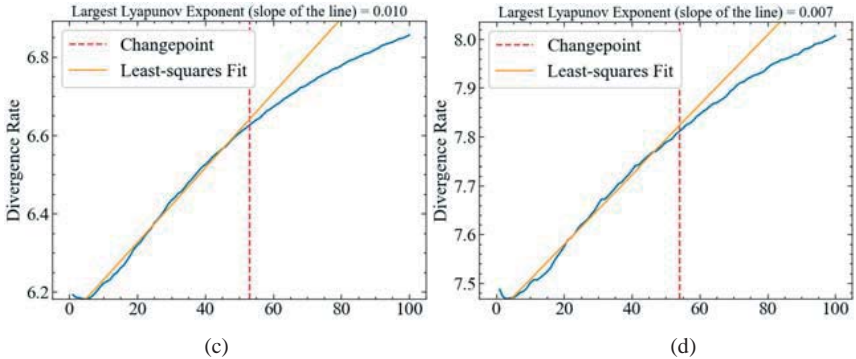 Largest Lyapunov Exponent (slope of the line) = 0.010
Changepoint
Least-squares Fit
Divergence Rate
6.8
6.6
6.4
6.2
0 20 40 60 80 100
(c)
Largest Lyapunov Exponent (slope of the line) = 0.007
Changepoint
Least-squares Fit
Divergence Rate
8.0
7.9
7.8
7.7
7.6
7.5
0 20 40 60 80 100
(d)